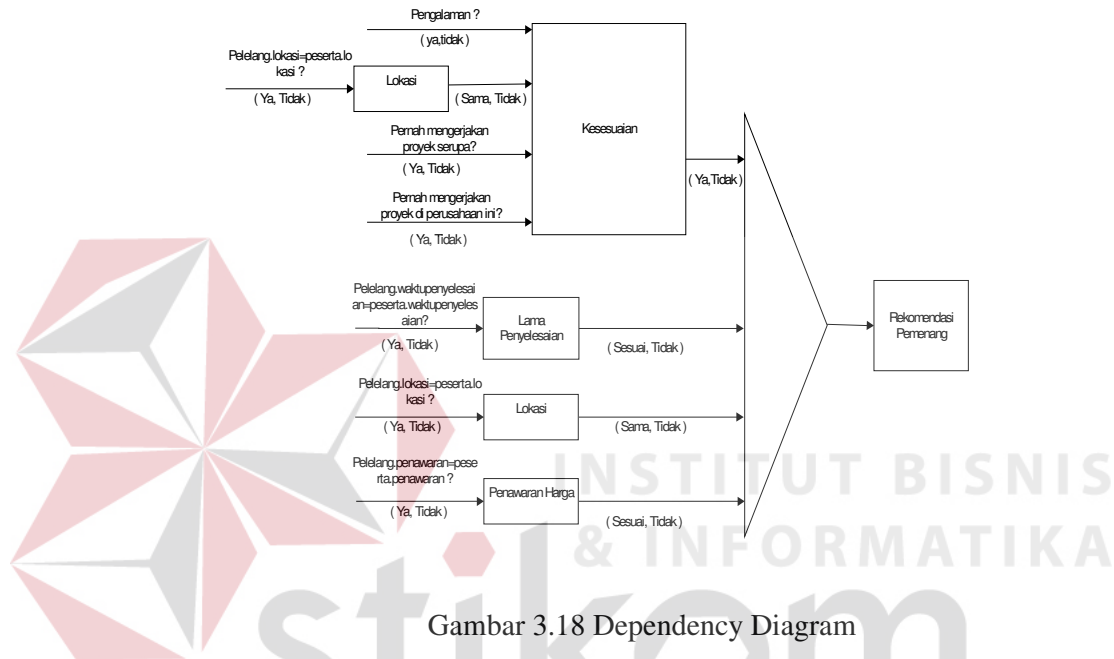 Pengalaman ?
( ya,tidak )
Pelelang.lokasi=peserta.lo
kasi ?
( Ya, Tidak )
Lokasi
( Sama, Tidak )
Pernah mengerjakan
proyek serupa?
( Ya, Tidak )
Pernah mengerjakan
proyek di perusahaan ini?
( Ya, Tidak )
Kesesuaian
( Ya,Tidak )
Pelelang.waktupenyelesai
an=peserta.waktupenyeles
aian?
( Ya, Tidak )
Lama
Penyelesaian
( Sesuai, Tidak )
Pelelang.lokasi=peserta.lo
kasi ?
( Ya, Tidak )
Lokasi
( Sama, Tidak )
Pelelang.penawaran=pese
rta.penawaran ?
( Ya, Tidak )
Penawaran Harga
( Sesuai, Tidak )
Rekomendasi
Pemenang
INSTITUT BISNIS
& INFORMATIKA
stikom
Gambar 3.18 Dependency Diagram